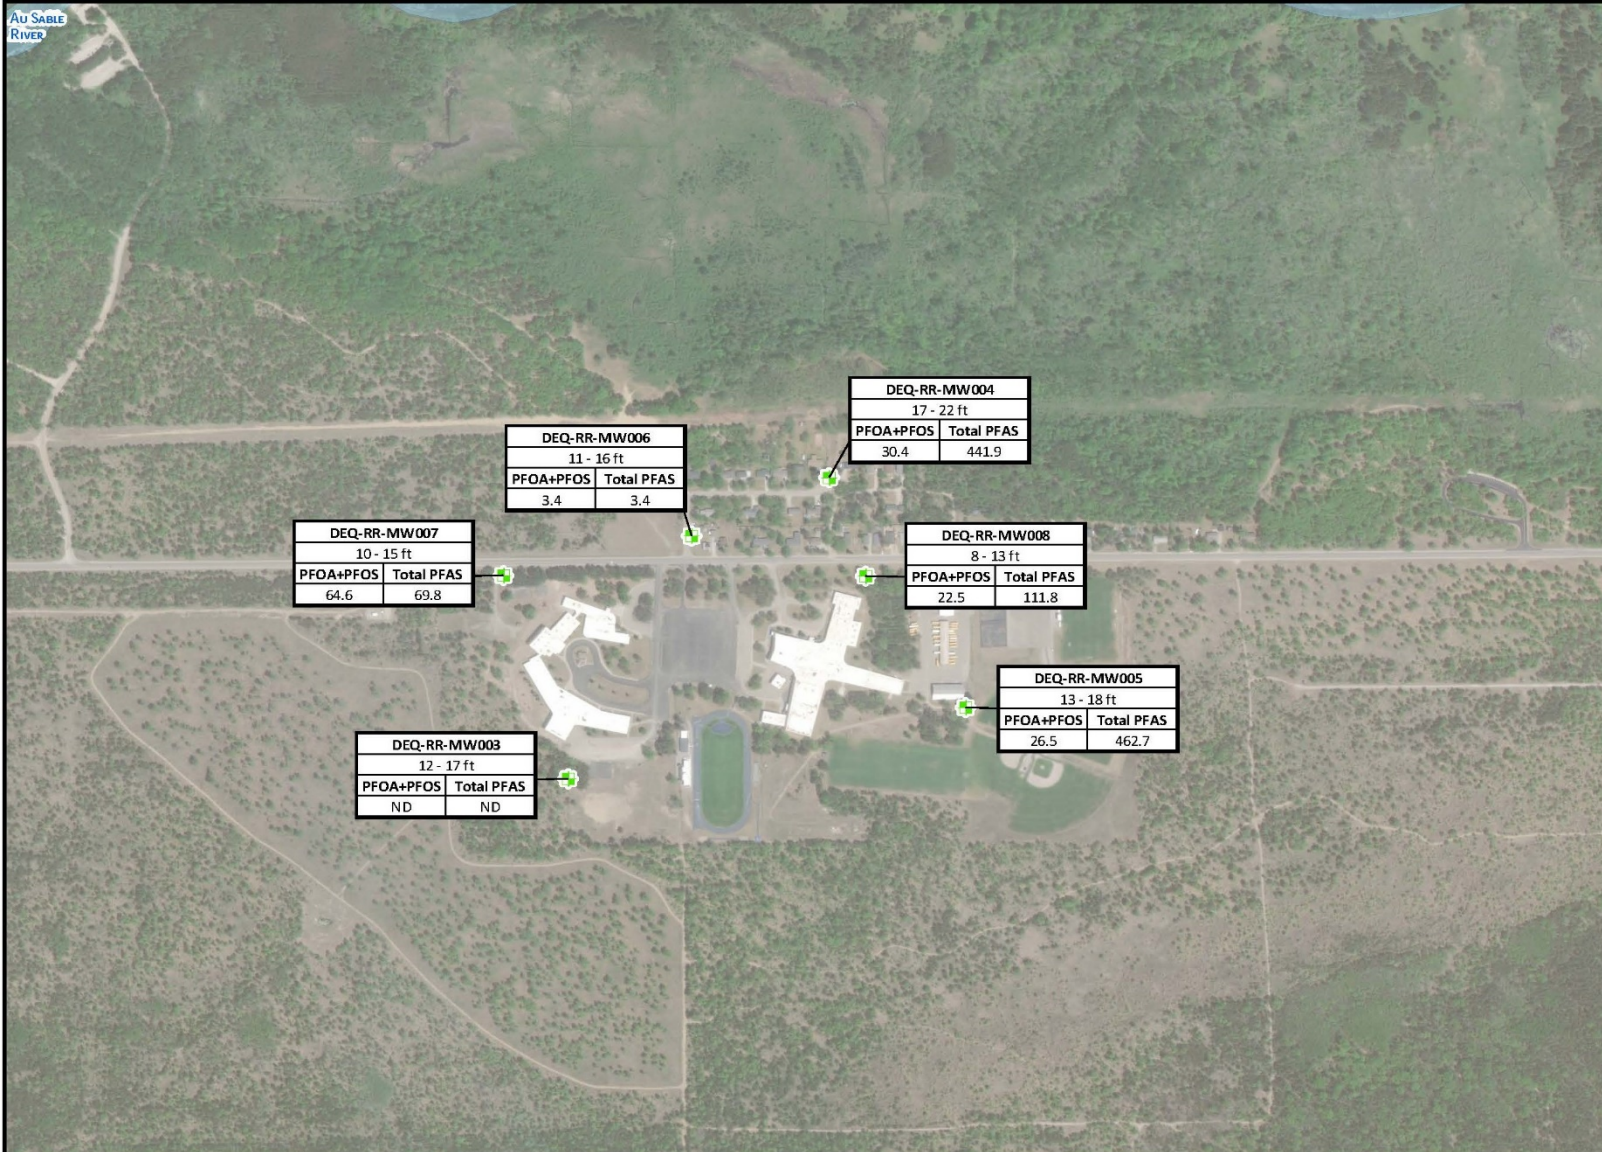 AU SABLE
RIVER
DEQ-RR-MW004
17 - 22 ft
PFOA+PFOS Total PFAS
30.4 441.9
DEQ-RR-MW006
11 - 16 ft
PFOA+PFOS Total PFAS
3.4 3.4
DEQ-RR-MW007
10 - 15 ft
PFOA+PFOS Total PFAS
64.6 69.8
DEQ-RR-MW008
8 - 13 ft
PFOA+PFOS Total PFAS
22.5 111.8
DEQ-RR-MW005
13 - 18 ft
PFOA+PFOS Total PFAS
26.5 462.7
DEQ-RR-MW003
12 - 17 ft
PFOA+PFOS Total PFAS
ND ND